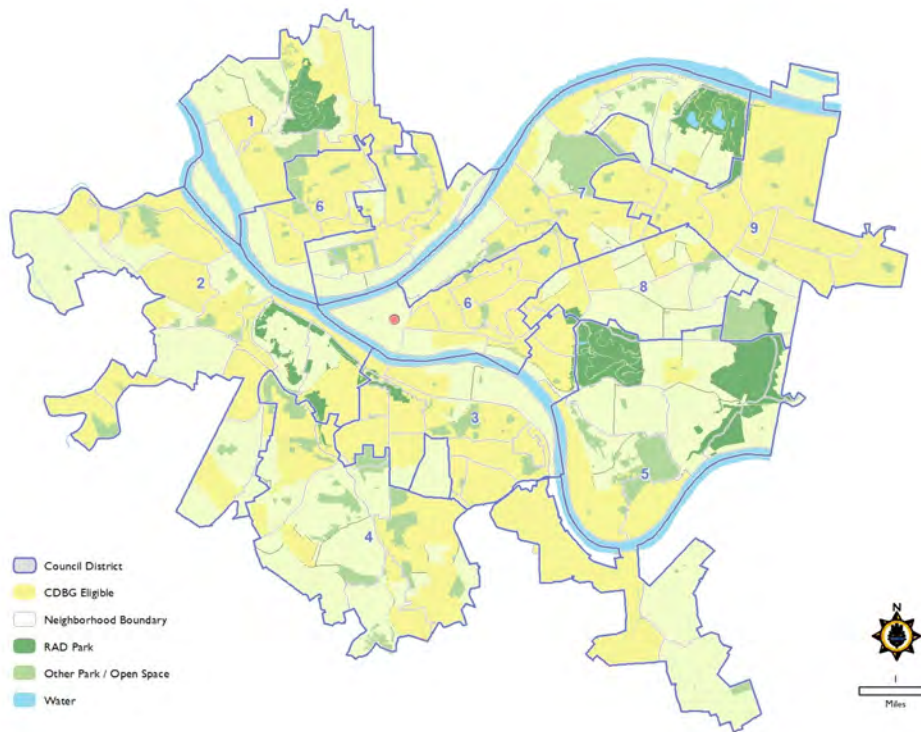 1
6
7
9
2
6
8
3
5
4
Council District
CDBG Eligible
Neighborhood Boundary
RAD Park
Other Park / Open Space
Water
N
1
Miles